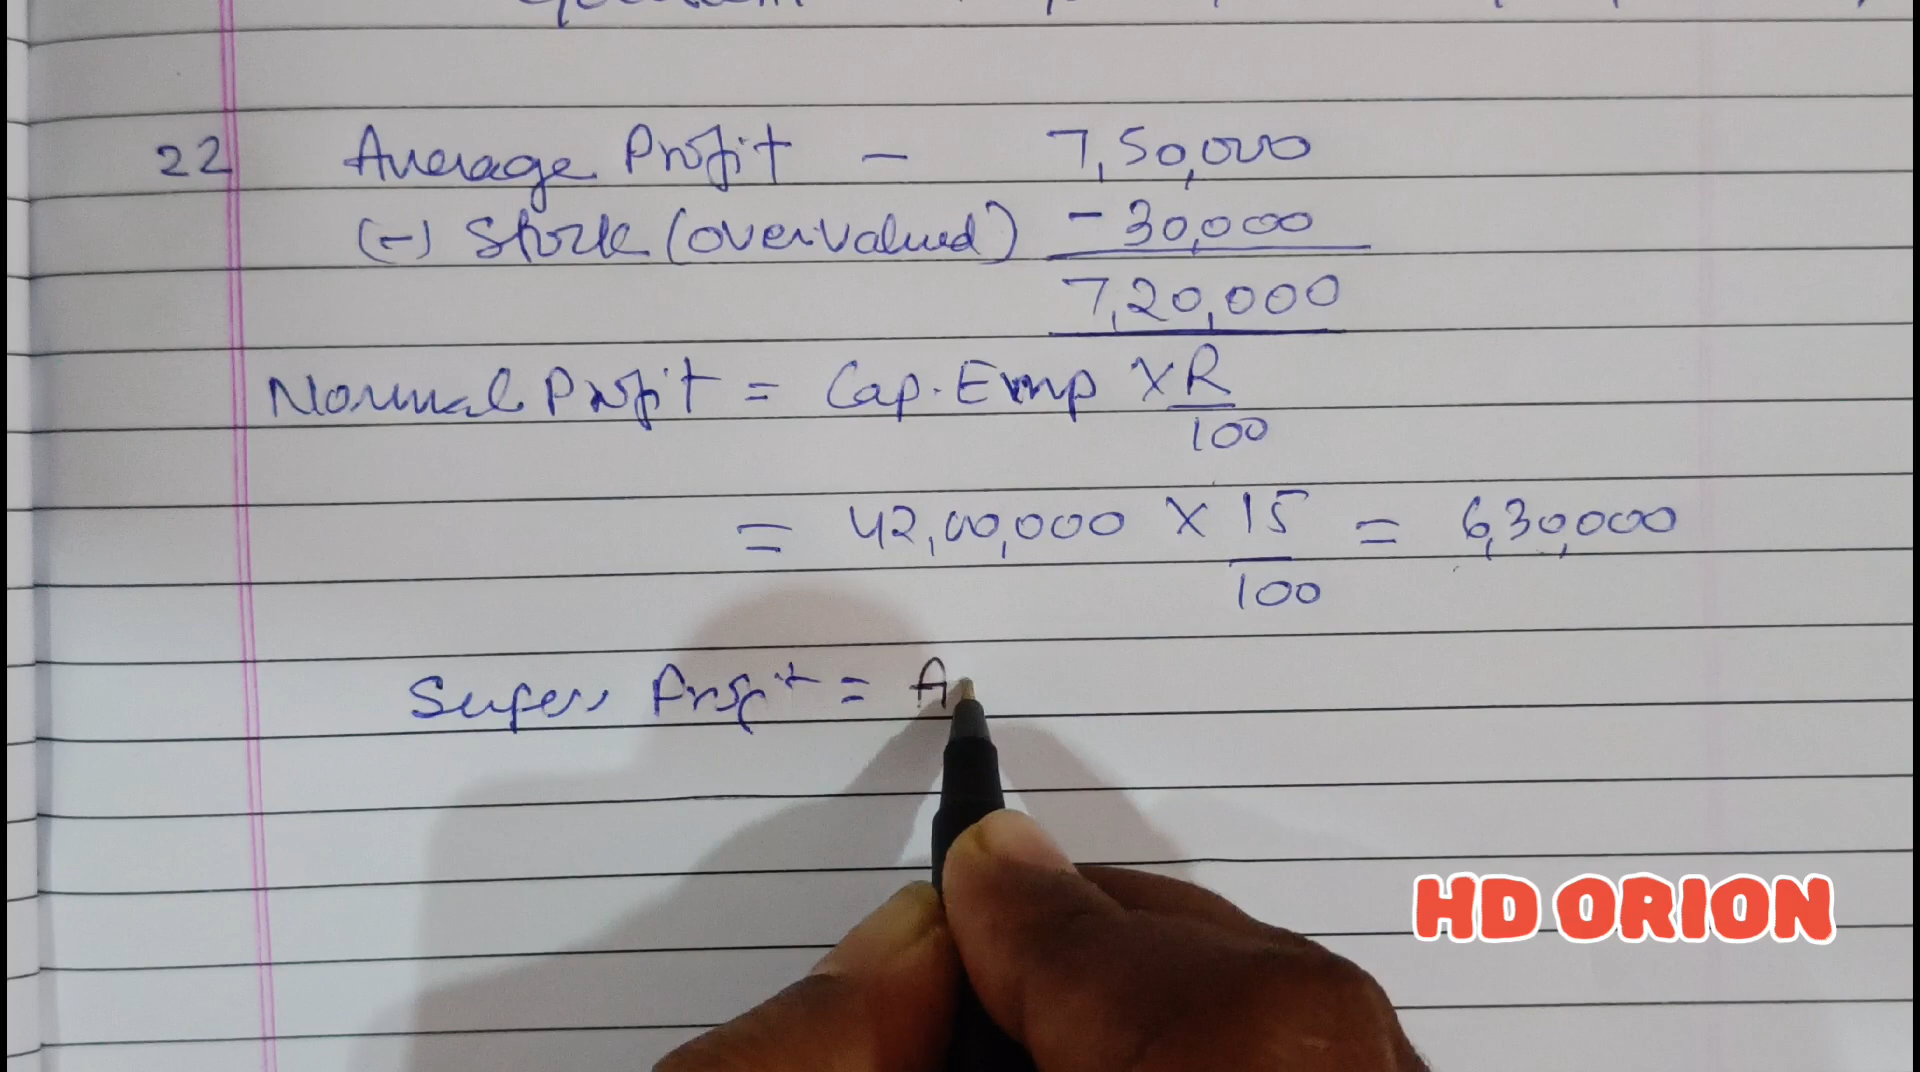 22 Average Profit - 7,50,000
(-) Stock (overvalued) - 30,000
7,20,000
Normal Profit = Cap. Emp X R
100
= 42,00,000 X 15 = 6,30,000
100
Super Profit = A
HD ORION